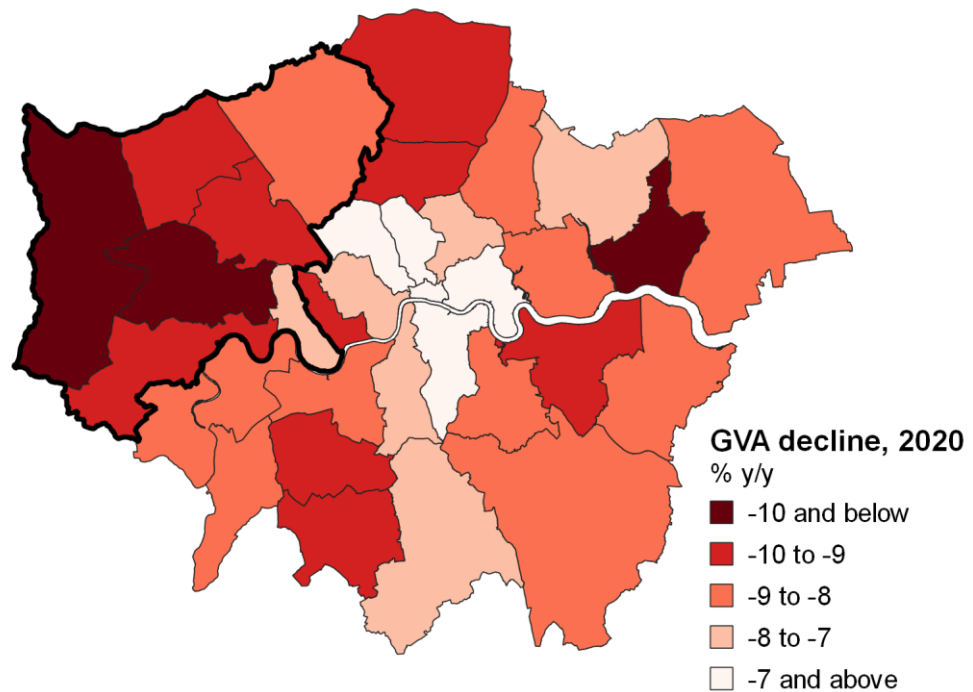 GVA decline, 2020
% y/y
-10 and below
-10 to -9
-9 to -8
-8 to -7
-7 and above